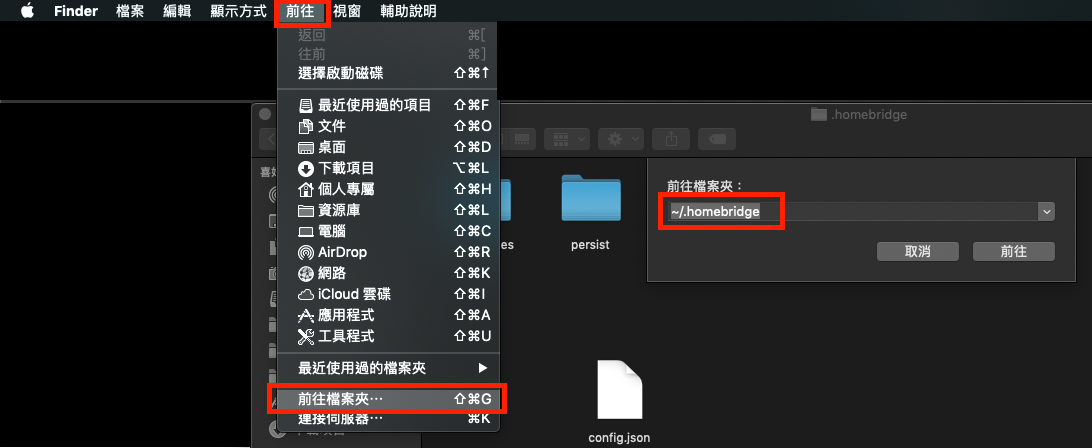 Finder 檔案 編輯 顯示方式 前往 視窗 輔助說明
返回 ⌘[
往前 ⌘]
選擇啟動磁碟 ⇧⌘↑
最近使用過的項目 ⇧⌘F
文件 ⇧⌘O
桌面 ⇧⌘D
下載項目 ⌥⌘L
個人專屬 ⇧⌘H
資源庫 ⇧⌘L
電腦 ⇧⌘C
AirDrop ⇧⌘R
網路 ⇧⌘K
iCloud 雲碟 ⇧⌘I
應用程式 ⇧⌘A
工具程式 ⇧⌘U
最近使用過的檔案夾
前往檔案夾… ⇧⌘G
連接伺服器… ⌘K
.homebridge
前往檔案夾：
~/.homebridge
取消 前往
persist
config.json